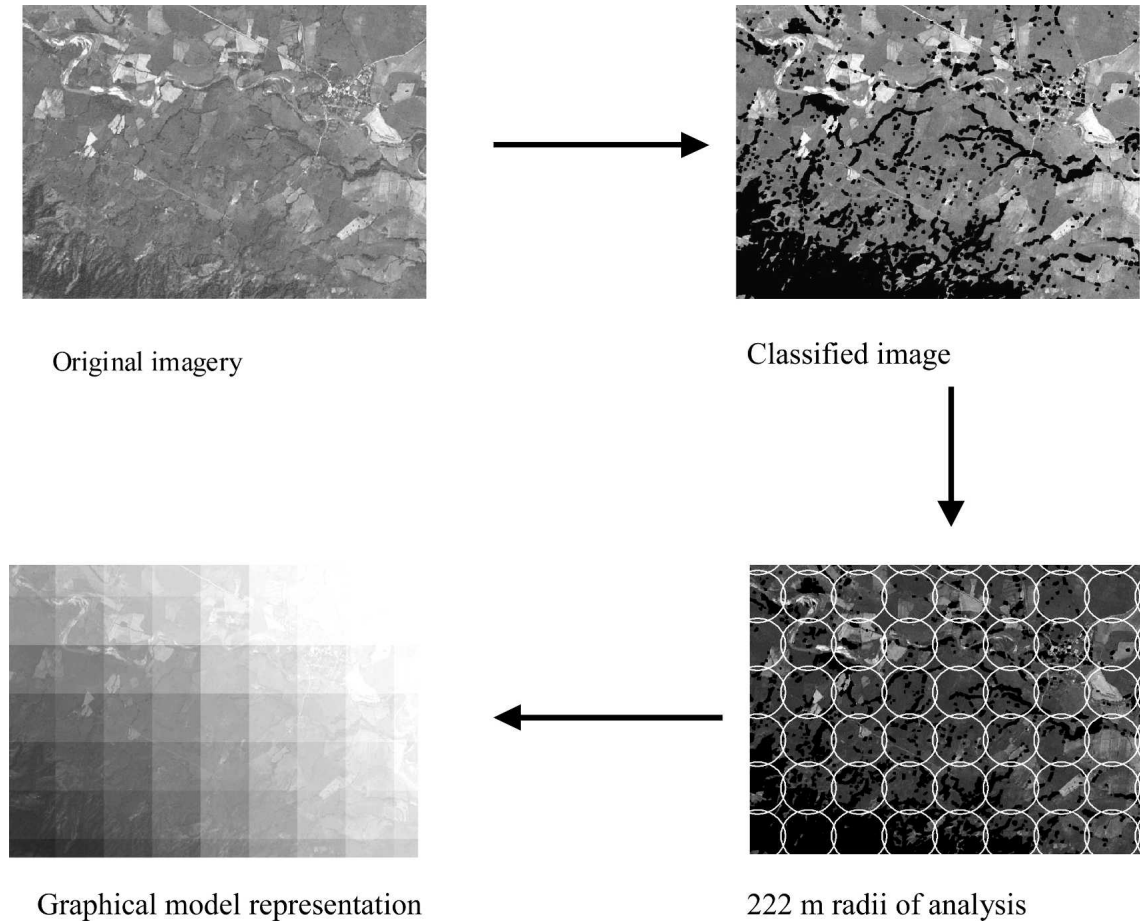 Original imagery
Classified image
Graphical model representation
222 m radii of analysis